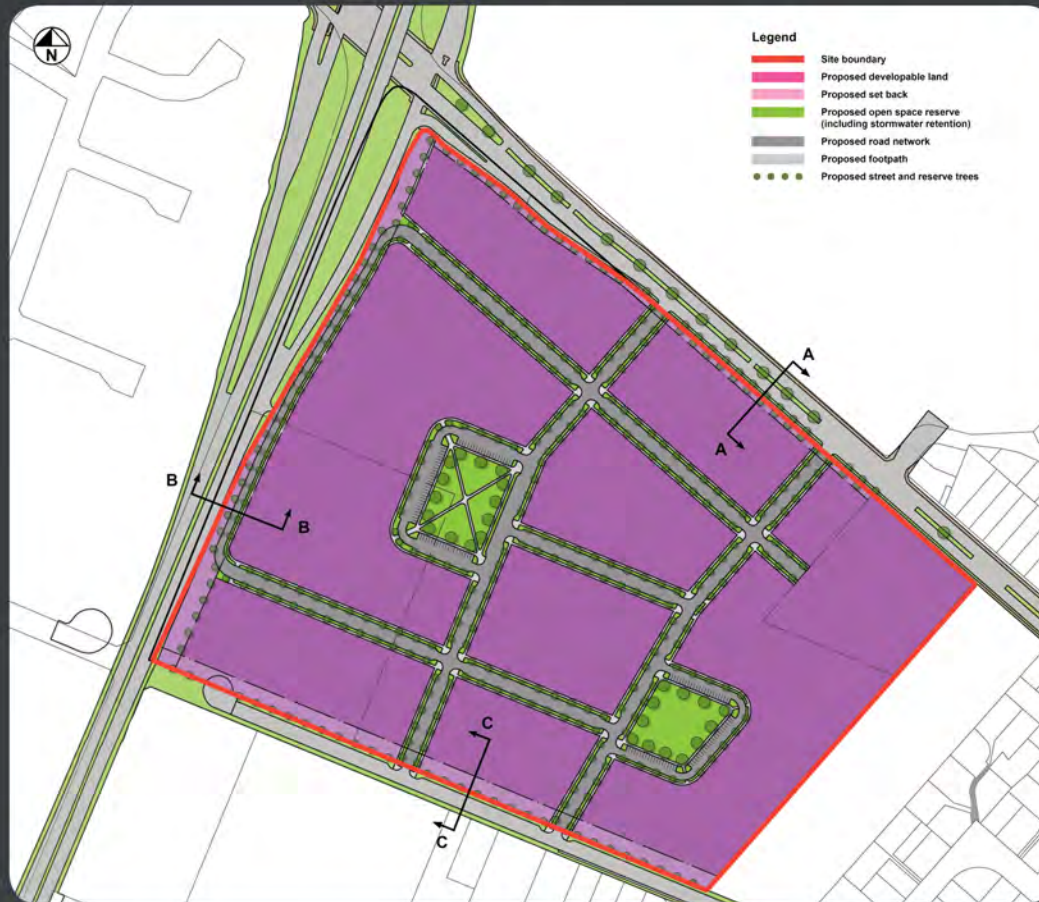 N
Legend
Site boundary
Proposed developable land
Proposed set back
Proposed open space reserve
(including stormwater retention)
Proposed road network
Proposed footpath
Proposed street and reserve trees
A
A
B
B
C
C